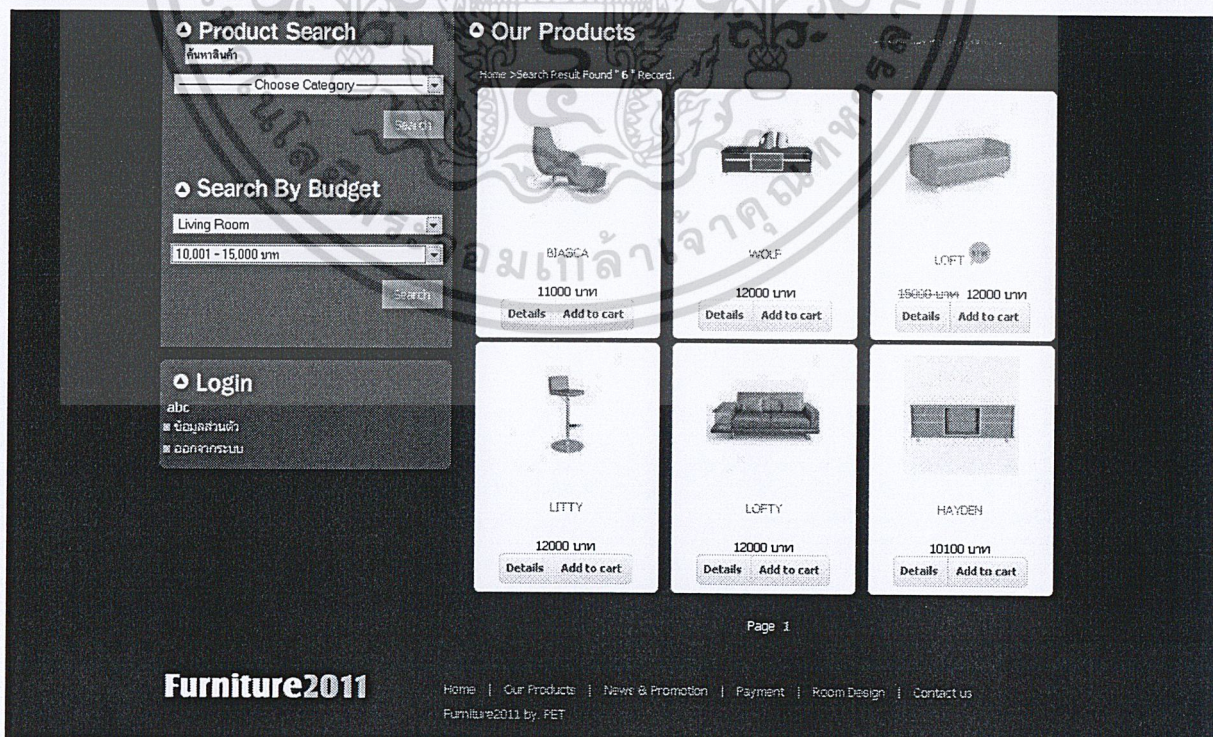 Product Search
ค้นหาสินค้า
Choose Category
Search
Search By Budget
Living Room
10,001 - 15,000 บาท
Search
Login
abc
ข้อมูลส่วนตัว
ออกจากระบบ
Our Products
Home >Search Result Found " 6 " Record.
BIASCA
11000 บาท
Details Add to cart
WOLF
12000 บาท
Details Add to cart
LOFT
15000 บาท 12000 บาท
Details Add to cart
LITTY
12000 บาท
Details Add to cart
LOFTY
12000 บาท
Details Add to cart
HAYDEN
10100 บาท
Details Add to cart
Page 1
Furniture2011
Home | Our Products | News & Promotion | Payment | Room Design | Contact us
Furniture2011 by. PET